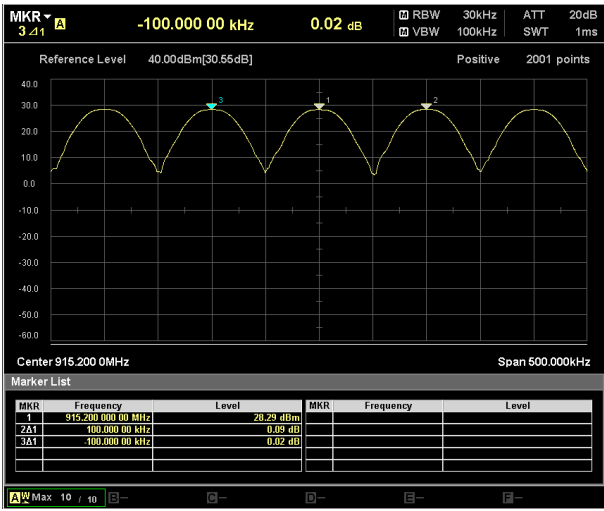 MKR A -100.000 00 kHz 0.02 dB M RBW 30kHz ATT 20dB
3⊿1 M VBW 100kHz SWT 1ms
Reference Level 40.00dBm[30.55dB] Positive 2001 points
40.0
30.0
3 1 2
20.0
10.0
0.0
-10.0
-20.0
-30.0
-40.0
-50.0
-60.0
Center 915.200 0MHz Span 500.000kHz
Marker List
MKR Frequency Level MKR Frequency Level
1 915.200 000 00 MHz 28.29 dBm
2Δ1 100.000 00 kHz 0.09 dB
3Δ1 -100.000 00 kHz 0.02 dB
A W Max 10 / 10 B— C— D— E— F—